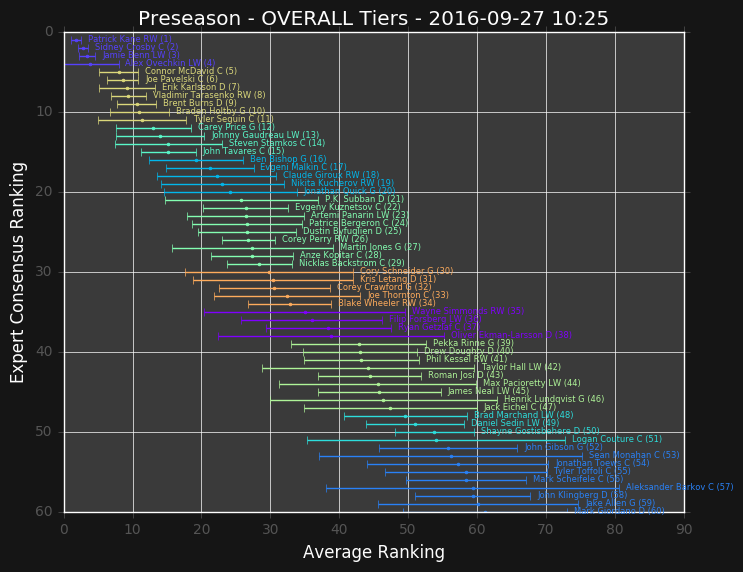 Preseason - OVERALL Tiers - 2016-09-27 10:25
Patrick Kane RW (1)
Sidney Crosby C (2)
Jamie Benn LW (3)
Alex Ovechkin LW (4)
Connor McDavid C (5)
Joe Pavelski C (6)
Erik Karlsson D (7)
Vladimir Tarasenko RW (8)
Brent Burns D (9)
Braden Holtby G (10)
Tyler Seguin C (11)
Carey Price G (12)
Johnny Gaudreau LW (13)
Steven Stamkos C (14)
John Tavares C (15)
Ben Bishop G (16)
Evgeni Malkin C (17)
Claude Giroux RW (18)
Nikita Kucherov RW (19)
Jonathan Quick G (20)
P.K. Subban D (21)
Evgeny Kuznetsov C (22)
Artemi Panarin LW (23)
Patrice Bergeron C (24)
Dustin Byfuglien D (25)
Corey Perry RW (26)
Martin Jones G (27)
Anze Kopitar C (28)
Nicklas Backstrom C (29)
Cory Schneider G (30)
Kris Letang D (31)
Corey Crawford G (32)
Joe Thornton C (33)
Blake Wheeler RW (34)
Pekka Rinne G (39)
Drew Doughty D (40)
Phil Kessel RW (41)
Taylor Hall LW (42)
Roman Josi D (43)
Max Pacioretty LW (44)
James Neal LW (45)
Henrik Lundqvist G (46)
Jack Eichel C (47)
Brad Marchand LW (48)
Daniel Sedin LW (49)
Shayne Gostisbehere D (50)
Logan Couture C (51)
John Gibson G (52)
Sean Monahan C (53)
Jonathan Toews C (54)
Tyler Toffoli C (55)
Mark Scheifele C (56)
Aleksander Barkov C (57)
John Klingberg D (58)
Jake Allen G (59)
Mark Giordano D (60)
0
10
20
30
40
50
60
Expert Consensus Ranking
0 10 20 30 40 50 60 70 80 90
Average Ranking